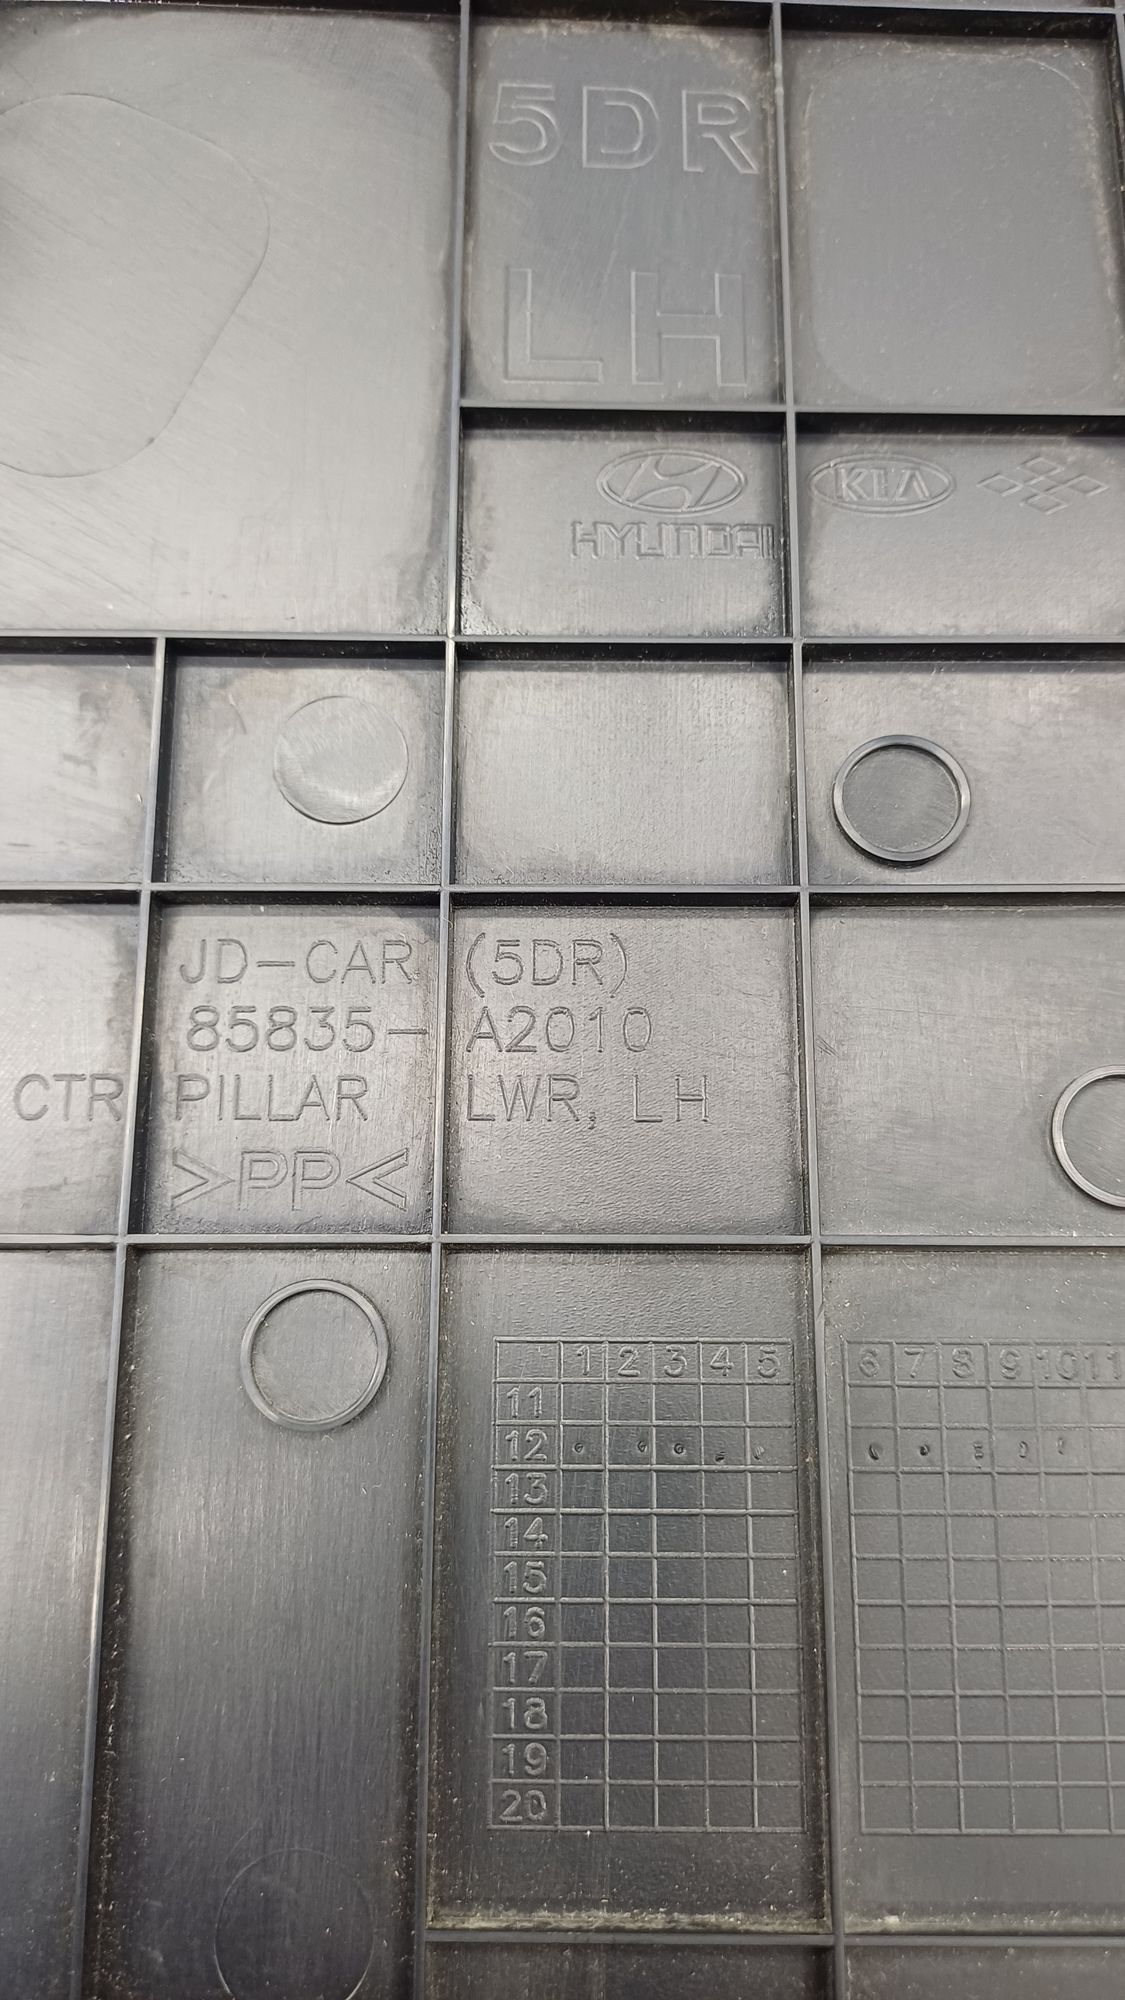 5DR
LH
HYUNDAI KIA
JD-CAR (5DR)
85835-A2010
CTR PILLAR LWR, LH
>PP<
1 2 3 4 5 6 7 8 9 10 11
11
12
13
14
15
16
17
18
19
20